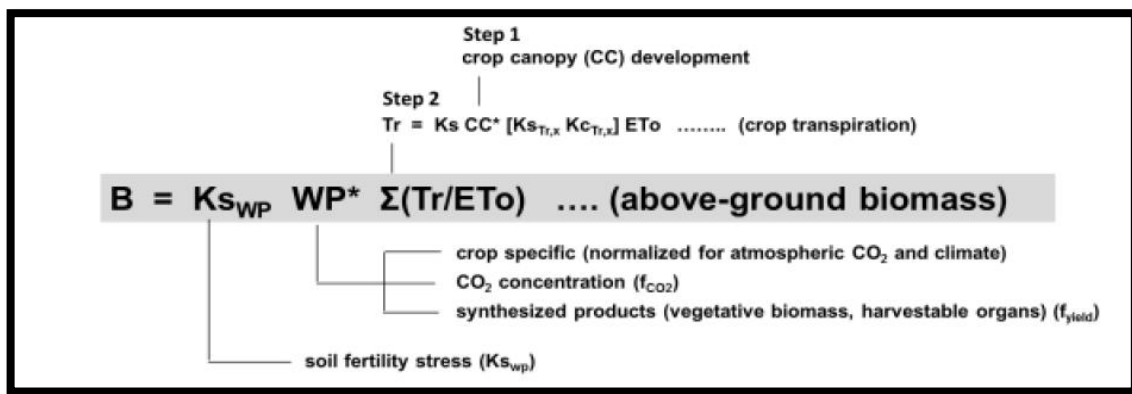 Step 1
crop canopy (CC) development
Step 2
Tr = Ks CC* [Ks_Tr,x Kc_Tr,x] ETo ........ (crop transpiration)
B = Ks_WP WP* Σ(Tr/ETo) .... (above-ground biomass)
crop specific (normalized for atmospheric CO₂ and climate)
CO₂ concentration (f_CO2)
synthesized products (vegetative biomass, harvestable organs) (f_yield)
soil fertility stress (Ks_wp)